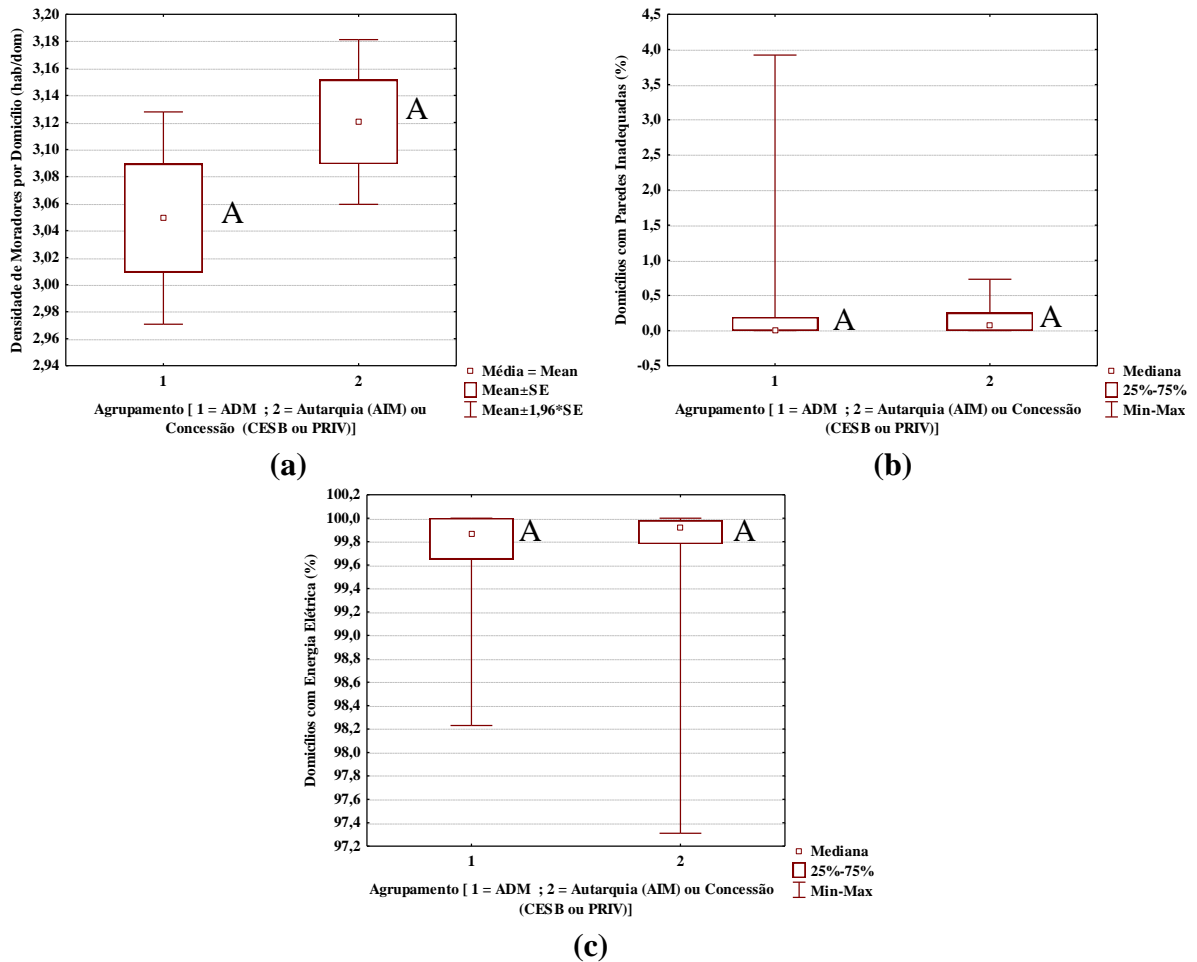 3,20
3,18
3,16
3,14
3,12
3,10
3,08
3,06
3,04
3,02
3,00
2,98
2,96
2,94
Densidade de Moradores por Domicílio (hab/dom)
A
A
1
2
Agrupamento [ 1 = ADM ; 2 = Autarquia (AIM) ou
Concessão (CESB ou PRIV)]
Média = Mean
Mean±SE
Mean±1,96*SE
(a)
4,5
4,0
3,5
3,0
2,5
2,0
1,5
1,0
0,5
0,0
-0,5
Domicílios com Paredes Inadequadas (%)
A
A
1
2
Agrupamento [ 1 = ADM ; 2 = Autarquia (AIM) ou Concessão
(CESB ou PRIV)]
Mediana
25%-75%
Min-Max
(b)
100,2
100,0
99,8
99,6
99,4
99,2
99,0
98,8
98,6
98,4
98,2
98,0
97,8
97,6
97,4
97,2
Domicílios com Energia Elétrica (%)
A
A
1
2
Agrupamento [ 1 = ADM ; 2 = Autarquia (AIM) ou Concessão
(CESB ou PRIV)]
Mediana
25%-75%
Min-Max
(c)